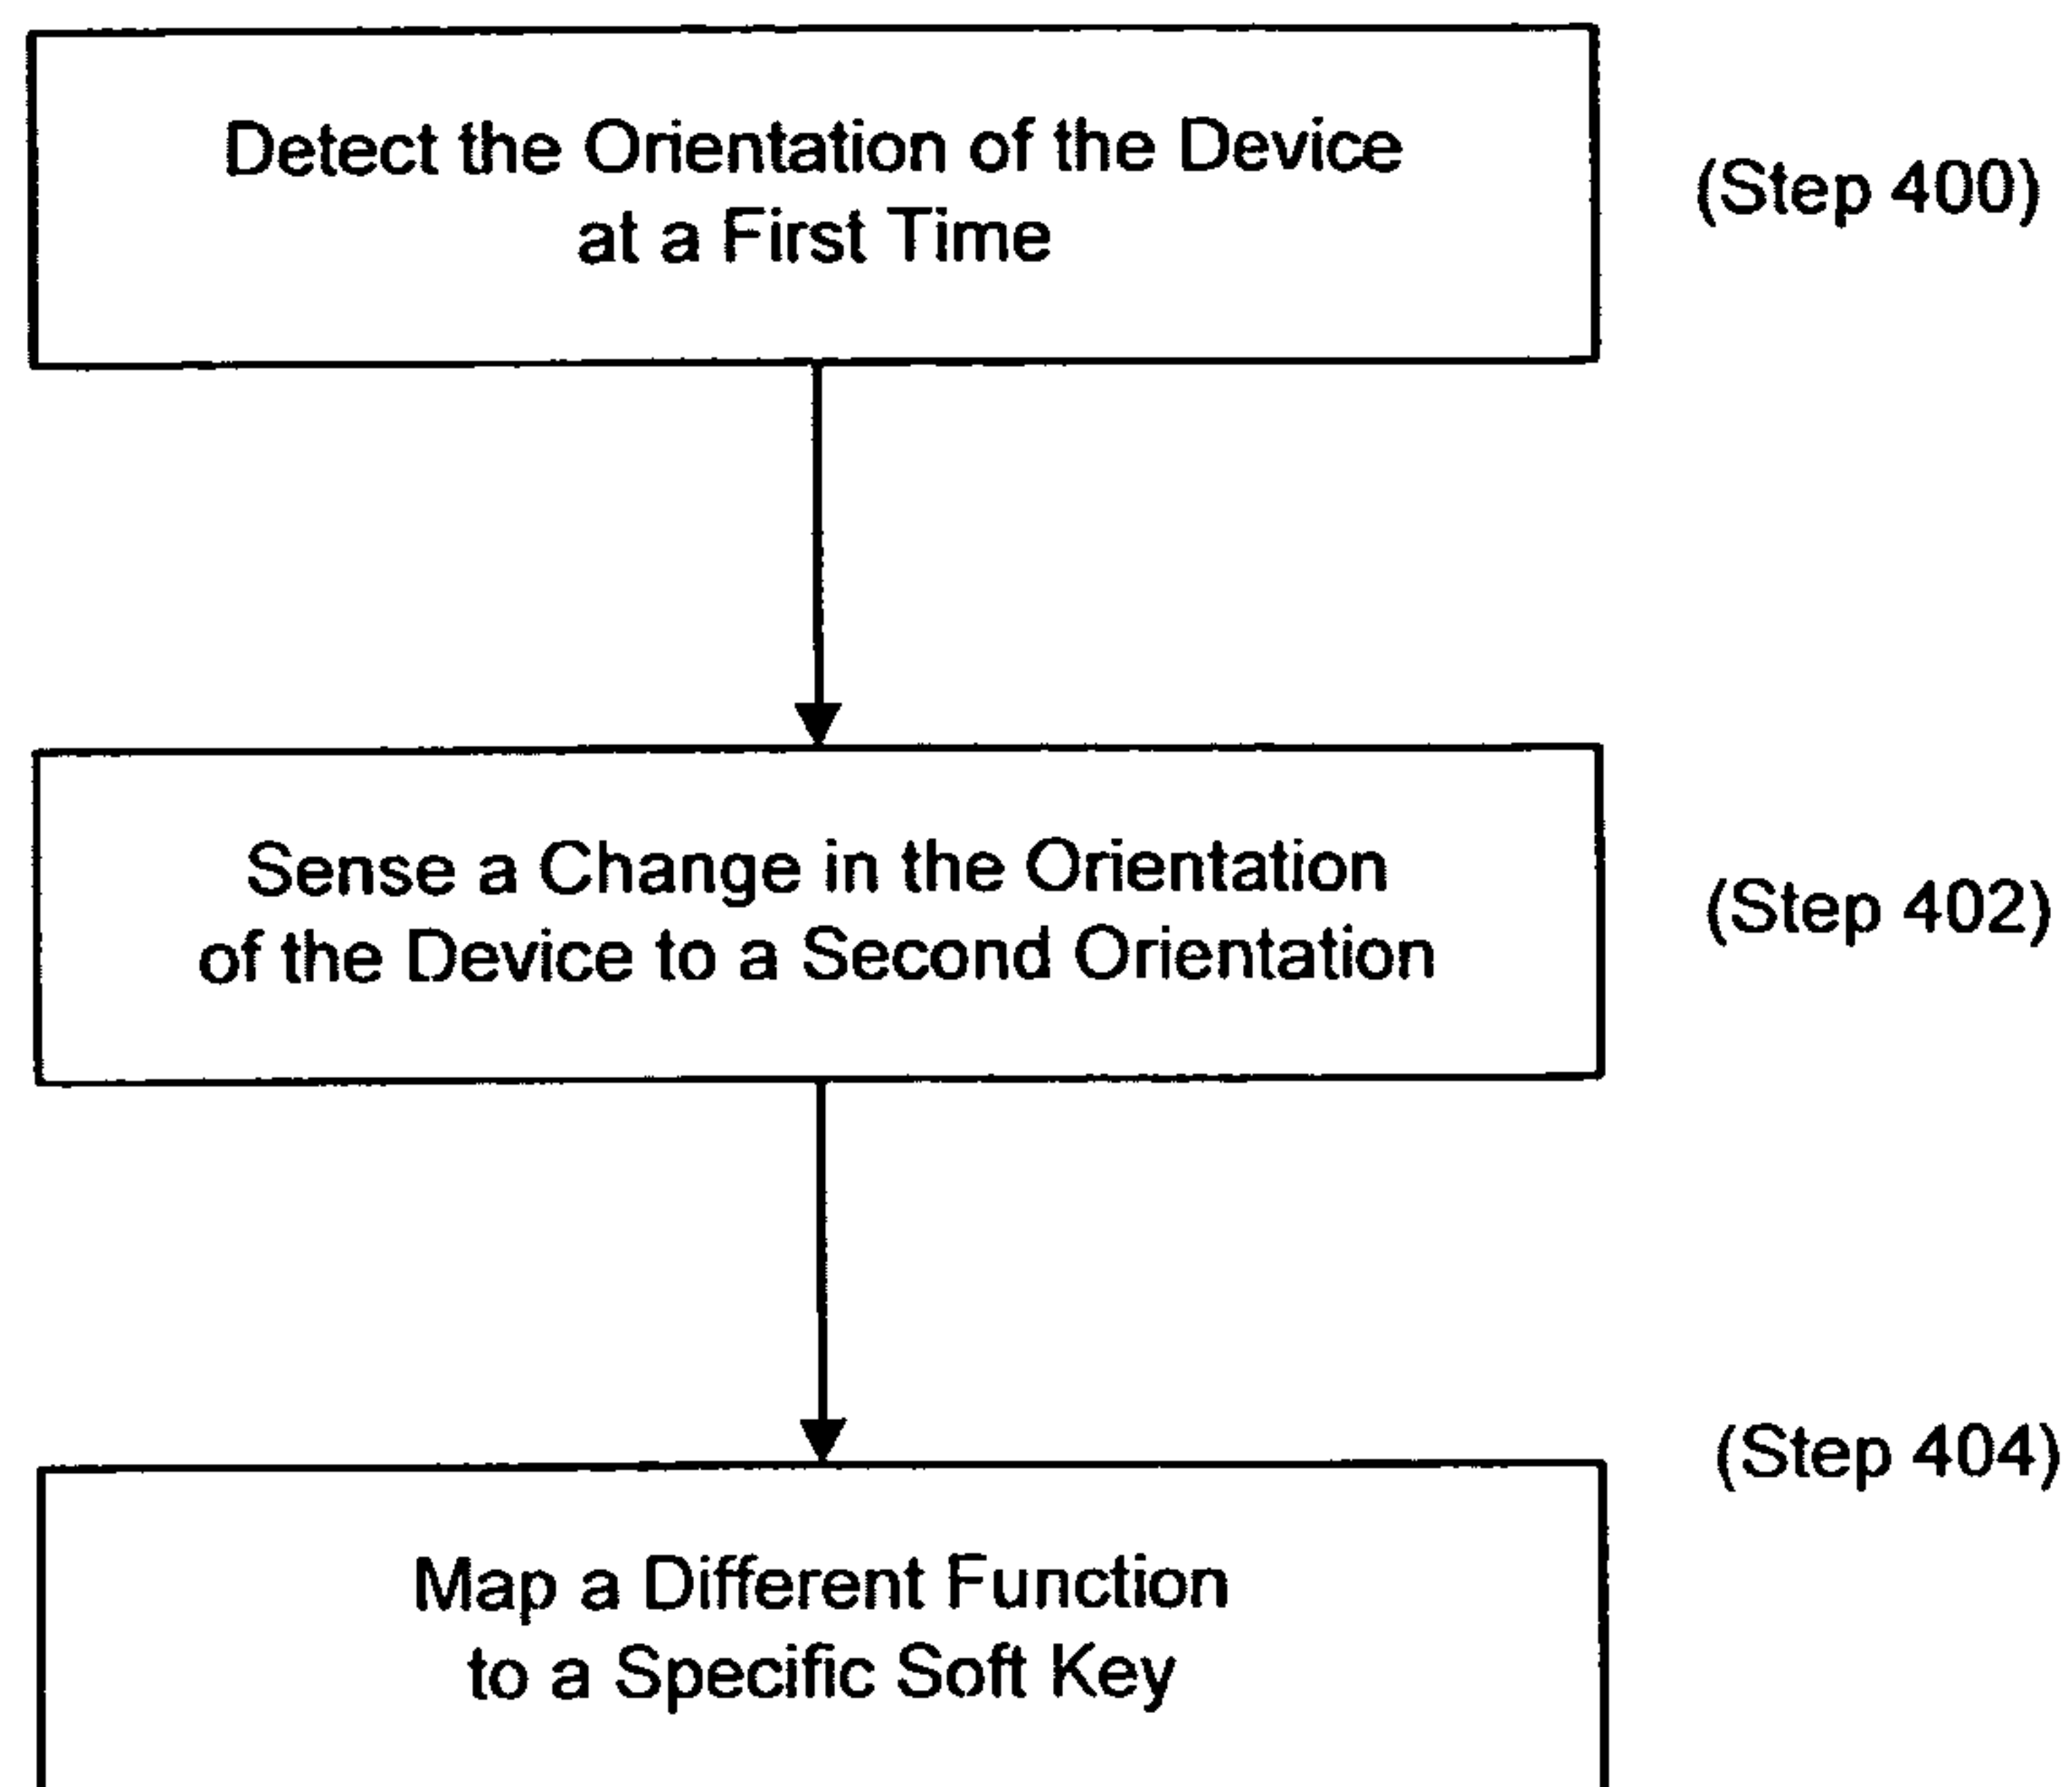 Detect the Orientation of the Device
at a First Time
(Step 400)
Sense a Change in the Orientation
of the Device to a Second Orientation
(Step 402)
(Step 404)
Map a Different Function
to a Specific Soft Key